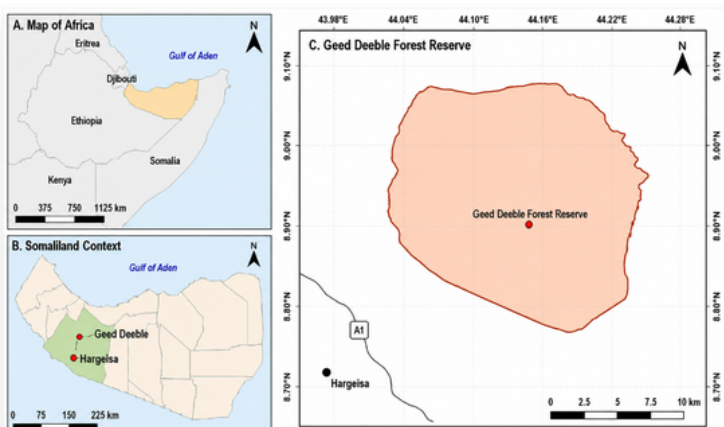 A. Map of Africa
N
Eritrea
Gulf of Aden
Djibouti
Ethiopia
Somalia
Kenya
0 375 750 1125 km
B. Somaliland Context
N
Gulf of Aden
Geed Deeble
Hargeisa
0 75 150 225 km
43.98°E 44.04°E 44.10°E 44.16°E 44.22°E 44.28°E
C. Geed Deeble Forest Reserve
N
9.10°N
9.00°N
8.90°N
8.80°N
8.70°N
Geed Deeble Forest Reserve
A1
Hargeisa
0 2.5 5 7.5 10 km